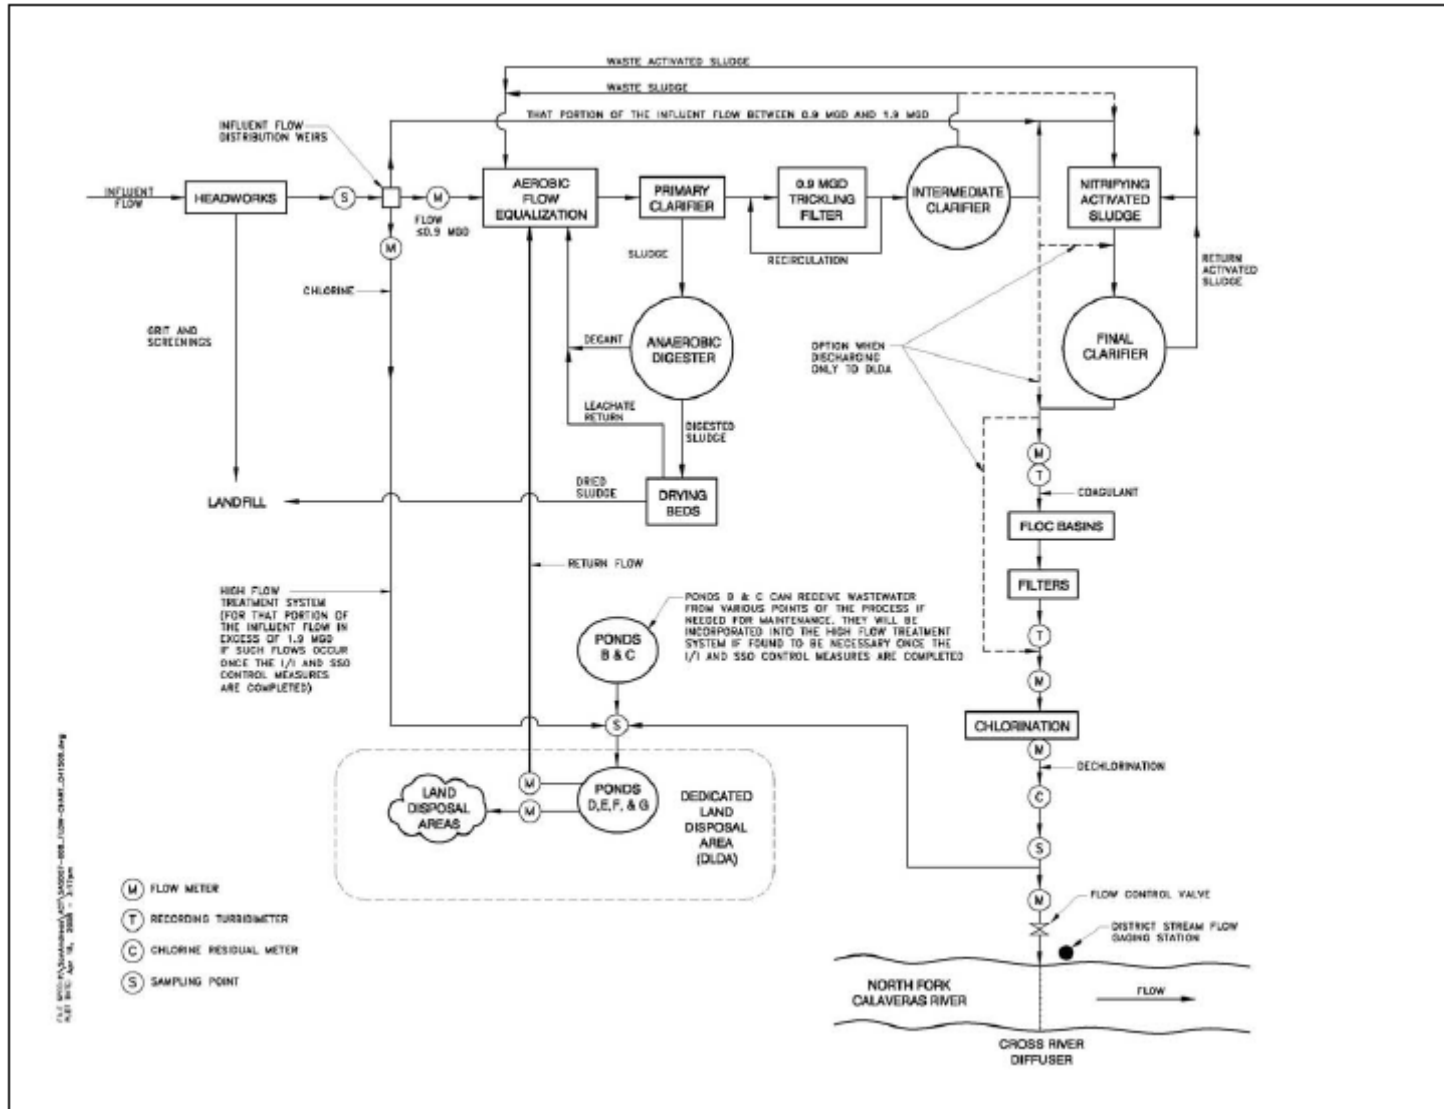 WASTE ACTIVATED SLUDGE
WASTE SLUDGE
THAT PORTION OF THE INFLUENT FLOW BETWEEN 0.9 MGD AND 1.9 MGD
INFLUENT FLOW
DISTRIBUTION WEIRS
INFLUENT
FLOW
HEADWORKS
S
M
FLOW
≤0.9 MGD
AEROBIC
FLOW
EQUALIZATION
PRIMARY
CLARIFIER
0.9 MGD
TRICKLING
FILTER
INTERMEDIATE
CLARIFIER
NITRIFYING
ACTIVATED
SLUDGE
M
SLUDGE
RECIRCULATION
RETURN
ACTIVATED
SLUDGE
CHLORINE
GRIT AND
SCREENINGS
DECANT
ANAEROBIC
DIGESTER
OPTION WHEN
DISCHARGING
ONLY TO DLDA
FINAL
CLARIFIER
LEACHATE
RETURN
DIGESTED
SLUDGE
M
T
LANDFILL
DRIED
SLUDGE
DRYING
BEDS
COAGULANT
FLOC BASINS
RETURN FLOW
FILTERS
HIGH FLOW
TREATMENT SYSTEM
(FOR THAT PORTION OF
THE INFLUENT FLOW IN
EXCESS OF 1.9 MGD
IF SUCH FLOWS OCCUR
ONCE THE I/I AND SSO
CONTROL MEASURES
ARE COMPLETED)
PONDS
B & C
PONDS B & C CAN RECEIVE WASTEWATER
FROM VARIOUS POINTS OF THE PROCESS IF
NEEDED FOR MAINTENANCE. THEY WILL BE
INCORPORATED INTO THE HIGH FLOW TREATMENT
SYSTEM IF FOUND TO BE NECESSARY ONCE THE
I/I AND SSO CONTROL MEASURES ARE COMPLETED
T
M
S
CHLORINATION
M
DECHLORINATION
C
S
M
M
LAND
DISPOSAL
AREAS
PONDS
D,E,F, & G
DEDICATED
LAND
DISPOSAL
AREA
(DLDA)
M
FLOW CONTROL VALVE
DISTRICT STREAM FLOW
GAGING STATION
M FLOW METER
T RECORDING TURBIDIMETER
C CHLORINE RESIDUAL METER
S SAMPLING POINT
NORTH FORK
CALAVERAS RIVER
FLOW
CROSS RIVER
DIFFUSER